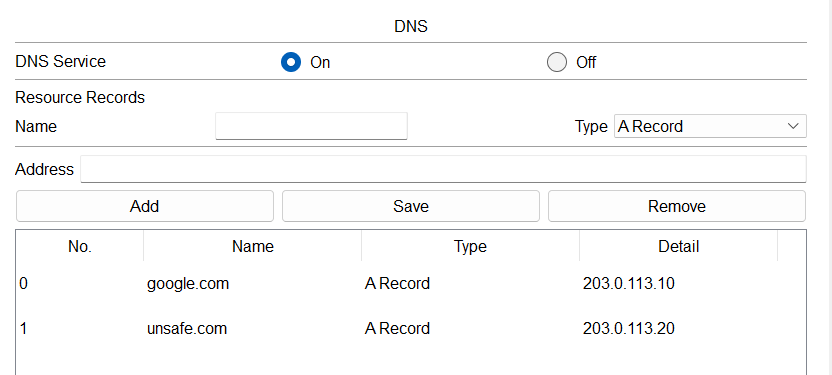 DNS
DNS Service On Off
Resource Records
Name Type A Record
Address
Add Save Remove
No. Name Type Detail
0 google.com A Record 203.0.113.10
1 unsafe.com A Record 203.0.113.20